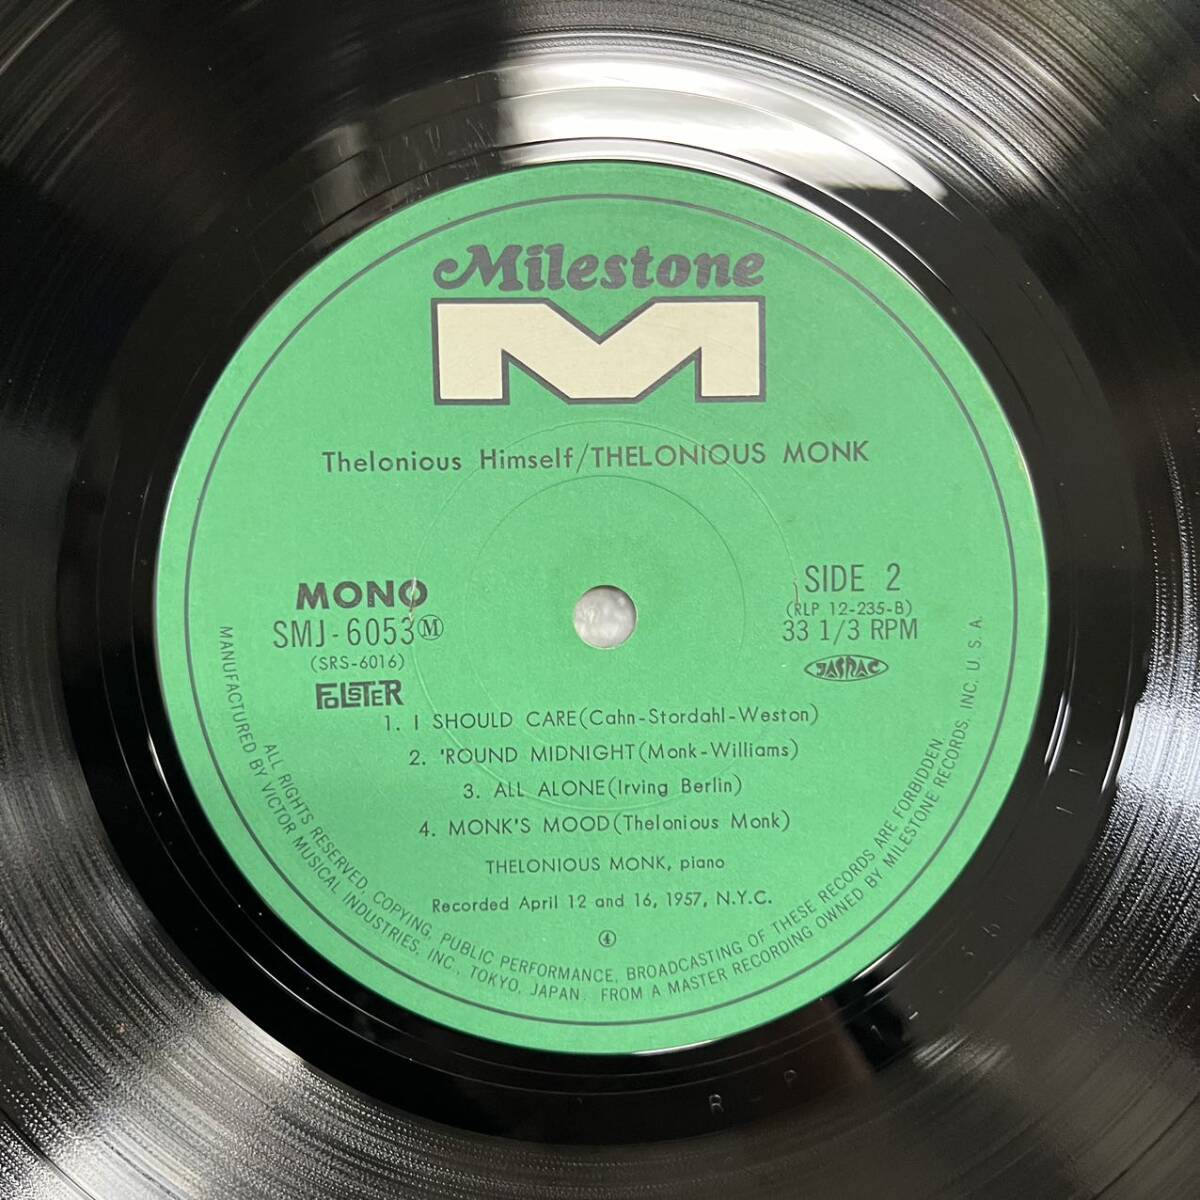 Milestone
M
Thelonious Himself/THELONIOUS MONK
MONO
SMJ-6053 Ⓜ
(SRS-6016)
FOLSTER
SIDE 2
(RLP 12-235-B)
33 1/3 RPM
JASRAC
1. I SHOULD CARE (Cahn-Stordahl-Weston)
2. 'ROUND MIDNIGHT (Monk-Williams)
3. ALL ALONE (Irving Berlin)
4. MONK'S MOOD (Thelonious Monk)
THELONIOUS MONK, piano
Recorded April 12 and 16, 1957, N.Y.C.
④
ALL RIGHTS RESERVED, COPYING, PUBLIC PERFORMANCE, BROADCASTING OF THESE RECORDS ARE FORBIDDEN.
MANUFACTURED BY VICTOR MUSICAL INDUSTRIES, INC., TOKYO, JAPAN. FROM A MASTER RECORDING OWNED BY MILESTONE RECORDS, INC. U.S.A.